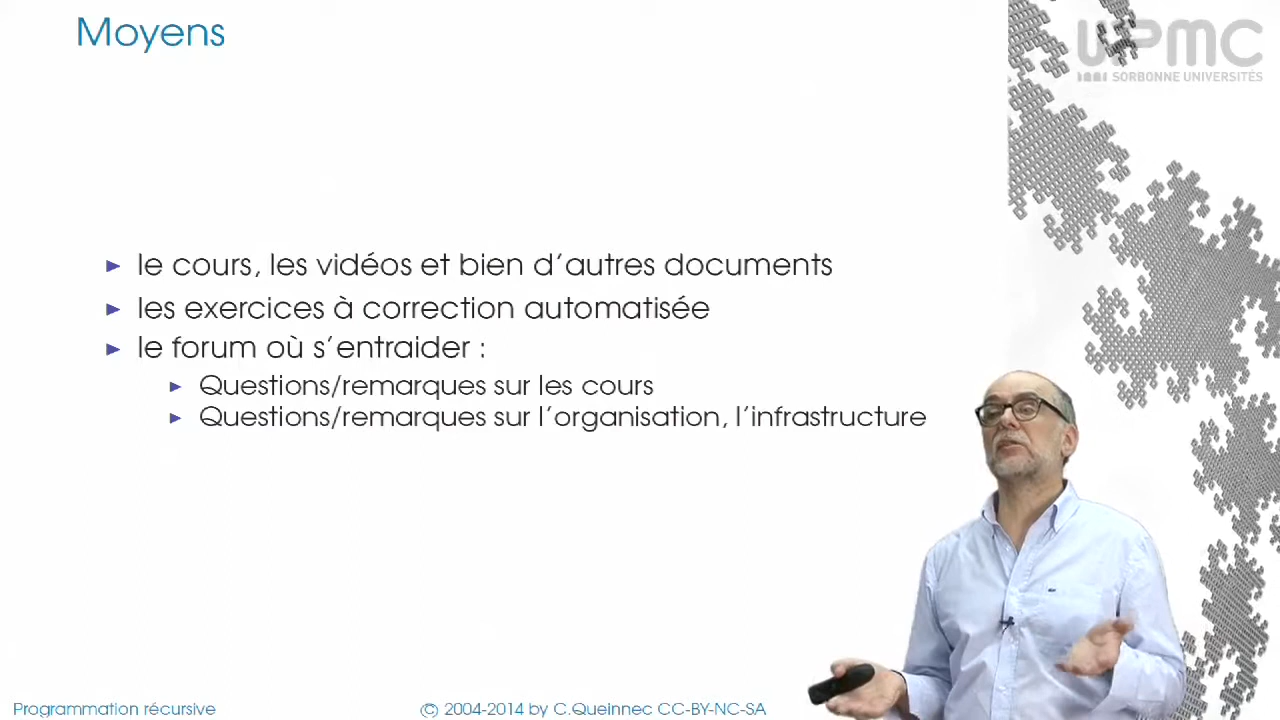 Moyens
UPMC
SORBONNE UNIVERSITÉS
► le cours, les vidéos et bien d'autres documents
► les exercices à correction automatisée
► le forum où s'entraider :
► Questions/remarques sur les cours
► Questions/remarques sur l'organisation, l'infrastructure
Programmation récursive
© 2004-2014 by C.Queinnec CC-BY-NC-SA